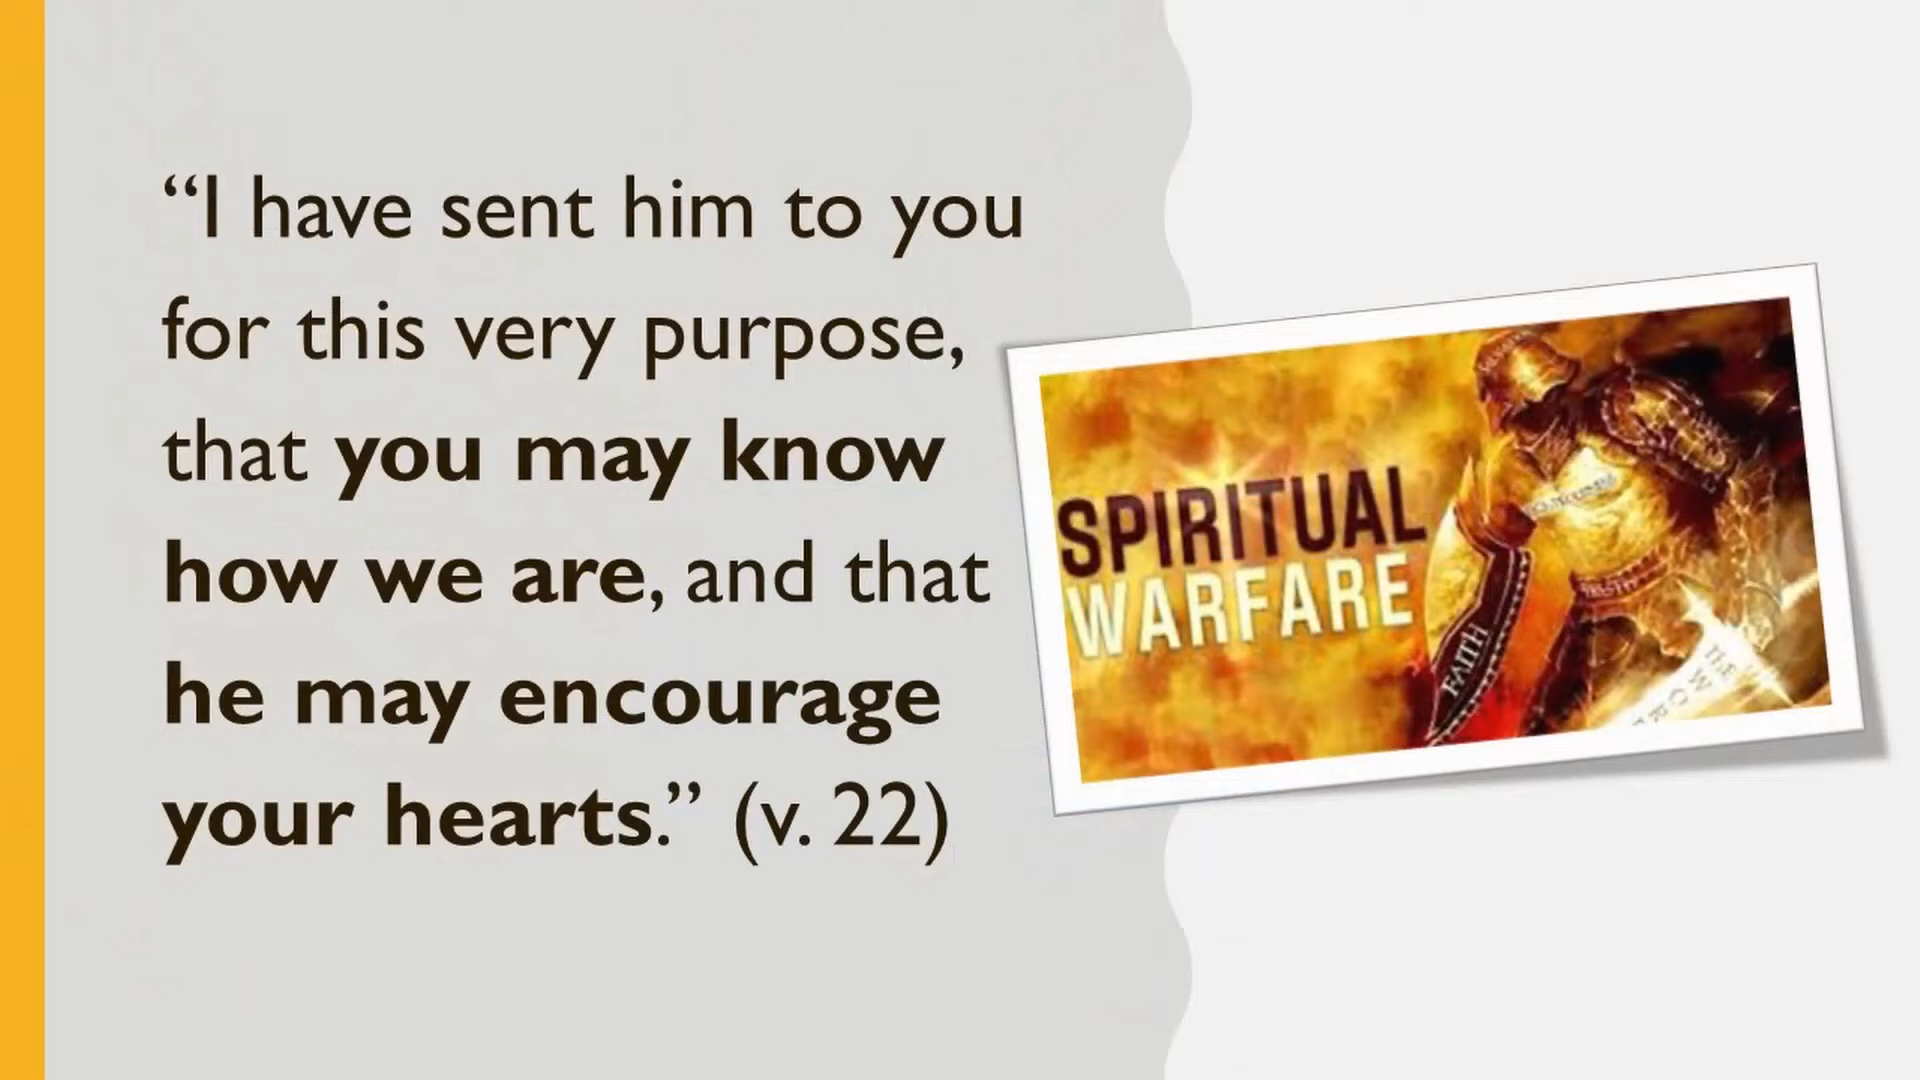 “I have sent him to you
for this very purpose,
that you may know
how we are, and that
he may encourage
your hearts.” (v. 22)
SPIRITUAL
WARFARE
FAITH
THE